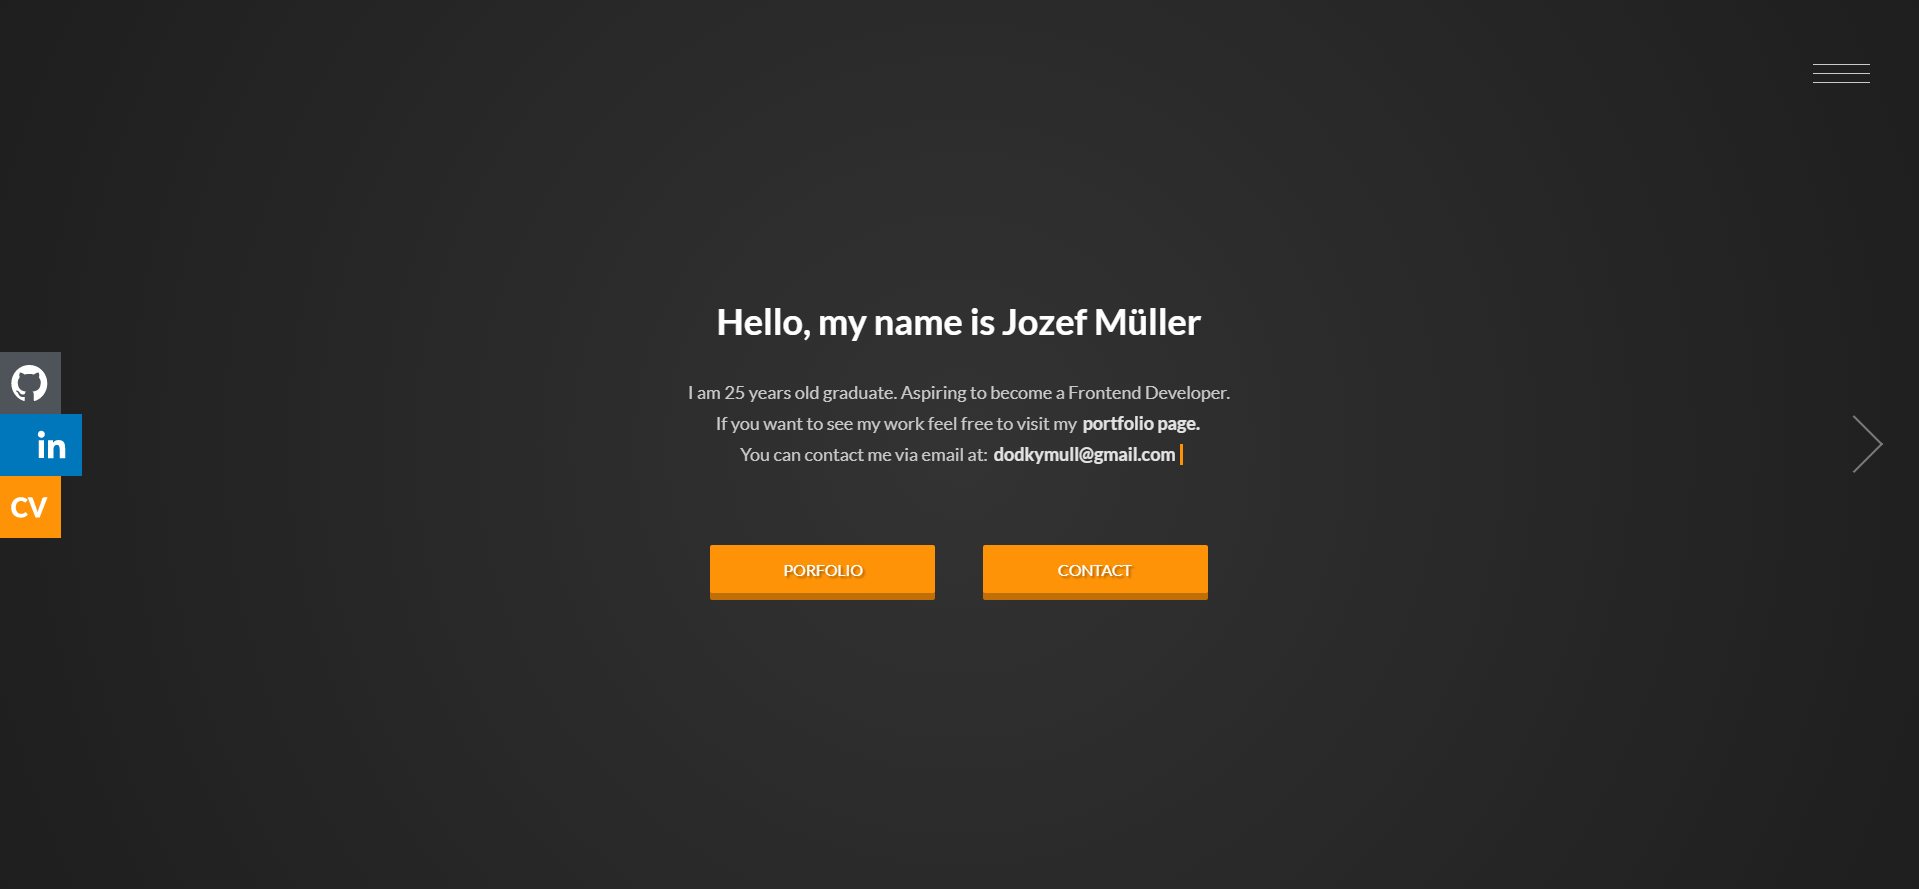 Hello, my name is Jozef Müller
I am 25 years old graduate. Aspiring to become a Frontend Developer.
If you want to see my work feel free to visit my portfolio page.
You can contact me via email at: dodkymull@gmail.com
in
CV
PORFOLIO
CONTACT